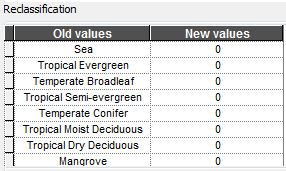 Reclassification
Old values New values
Sea 0
Tropical Evergreen 0
Temperate Broadleaf 0
Tropical Semi-evergreen 0
Temperate Conifer 0
Tropical Moist Deciduous 0
Tropical Dry Deciduous 0
Mangrove 0